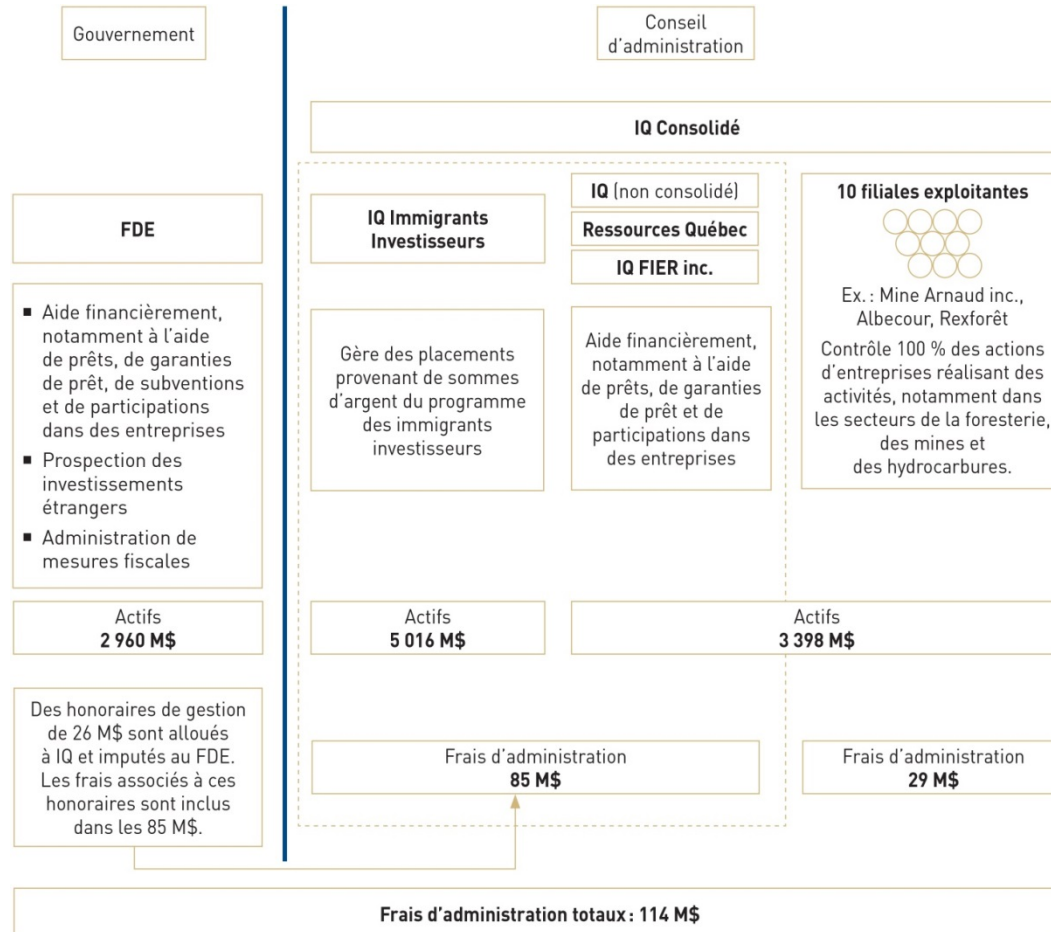 Gouvernement
Conseil
d'administration
IQ Consolidé
FDE
IQ Immigrants
Investisseurs
IQ (non consolidé)
Ressources Québec
IQ FIER inc.
10 filiales exploitantes
Ex. : Mine Arnaud inc.,
Albecour, Rexforêt
Contrôle 100 % des actions
d'entreprises réalisant des
activités, notamment dans
les secteurs de la foresterie,
des mines et
des hydrocarbures.
■ Aide financièrement,
notamment à l'aide
de prêts, de garanties
de prêt, de subventions
et de participations
dans des entreprises
■ Prospection des
investissements
étrangers
■ Administration de
mesures fiscales
Gère des placements
provenant de sommes
d'argent du programme
des immigrants
investisseurs
Aide financièrement,
notamment à l'aide
de prêts, de garanties
de prêt et de
participations dans
des entreprises
Actifs
2 960 M$
Actifs
5 016 M$
Actifs
3 398 M$
Des honoraires de gestion
de 26 M$ sont alloués
à IQ et imputés au FDE.
Les frais associés à ces
honoraires sont inclus
dans les 85 M$.
Frais d'administration
85 M$
Frais d'administration
29 M$
Frais d'administration totaux : 114 M$